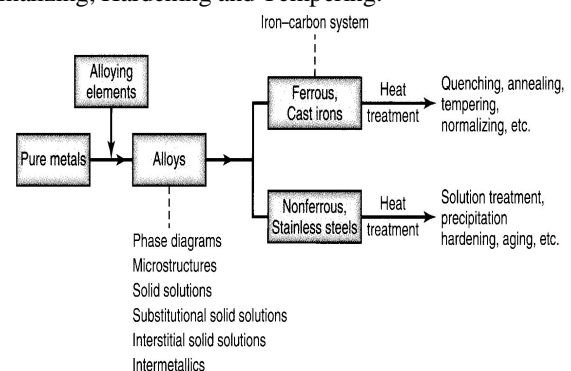 Hardening and Tempering.
Iron–carbon system
Alloying
elements
Pure metals
Alloys
Ferrous,
Cast irons
Heat
treatment
Quenching, annealing,
tempering,
normalizing, etc.
Nonferrous,
Stainless steels
Heat
treatment
Solution treatment,
precipitation
hardening, aging, etc.
Phase diagrams
Microstructures
Solid solutions
Substitutional solid solutions
Interstitial solid solutions
Intermetallics